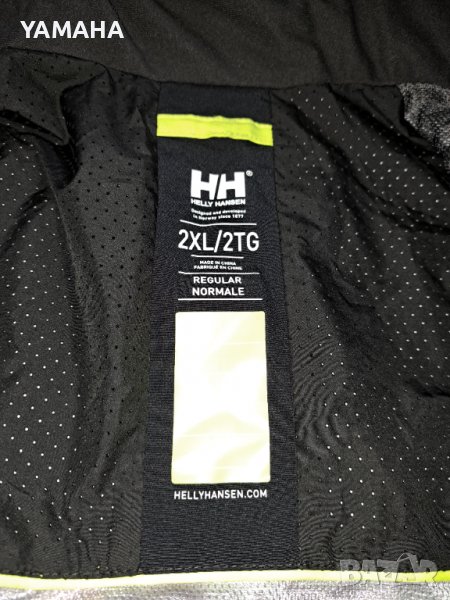 YAMAHA
HH®
HELLY HANSEN
Designed and developed
in Norway since 1877
2XL/2TG
MADE IN CHINA
FABRIQUÉ EN CHINE
REGULAR
NORMALE
HELLYHANSEN.COM
BAZAR